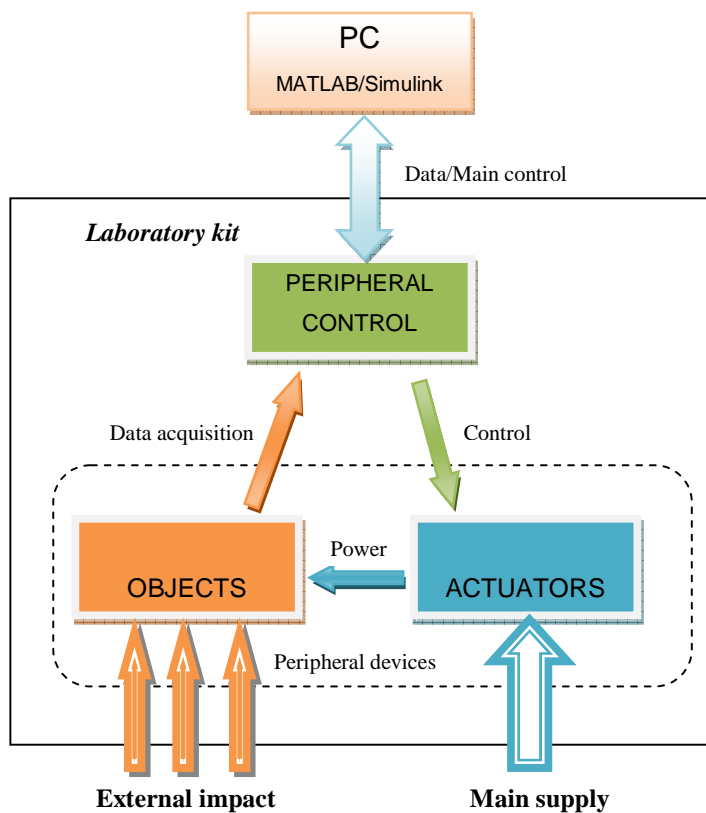 PC
MATLAB/Simulink
Data/Main control
Laboratory kit
PERIPHERAL
CONTROL
Data acquisition
Control
Power
OBJECTS
ACTUATORS
Peripheral devices
External impact
Main supply